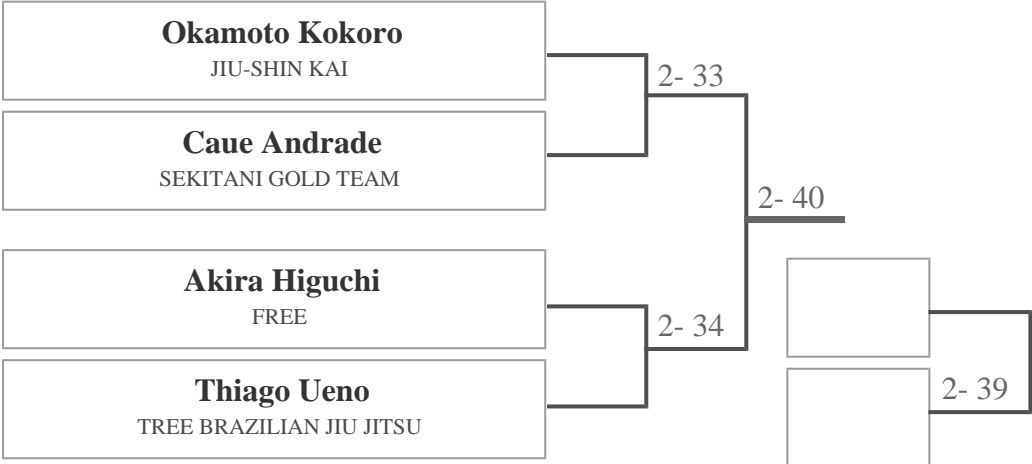 Okamoto Kokoro
JIU-SHIN KAI
2- 33
Caue Andrade
SEKITANI GOLD TEAM
2- 40
Akira Higuchi
FREE
2- 34
Thiago Ueno
TREE BRAZILIAN JIU JITSU
2- 39